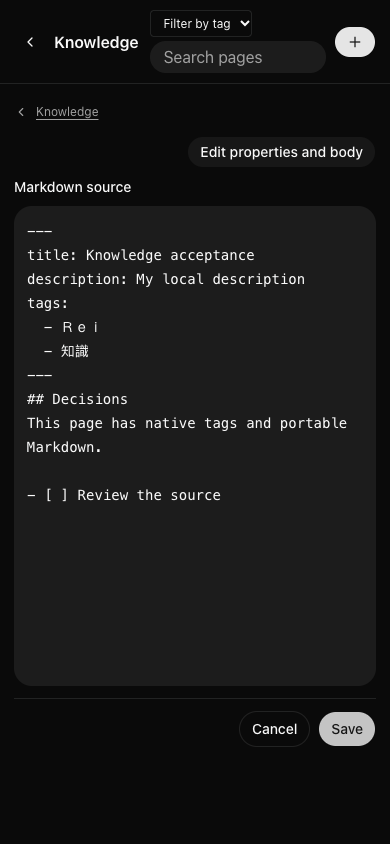 Filter by tag
Knowledge
Search pages
Knowledge
Edit properties and body
Markdown source
---
title: Knowledge acceptance
description: My local description
tags:
  - Ｒｅｉ
  - 知識
---
## Decisions
This page has native tags and portable
Markdown.

- [ ] Review the source
Cancel
Save